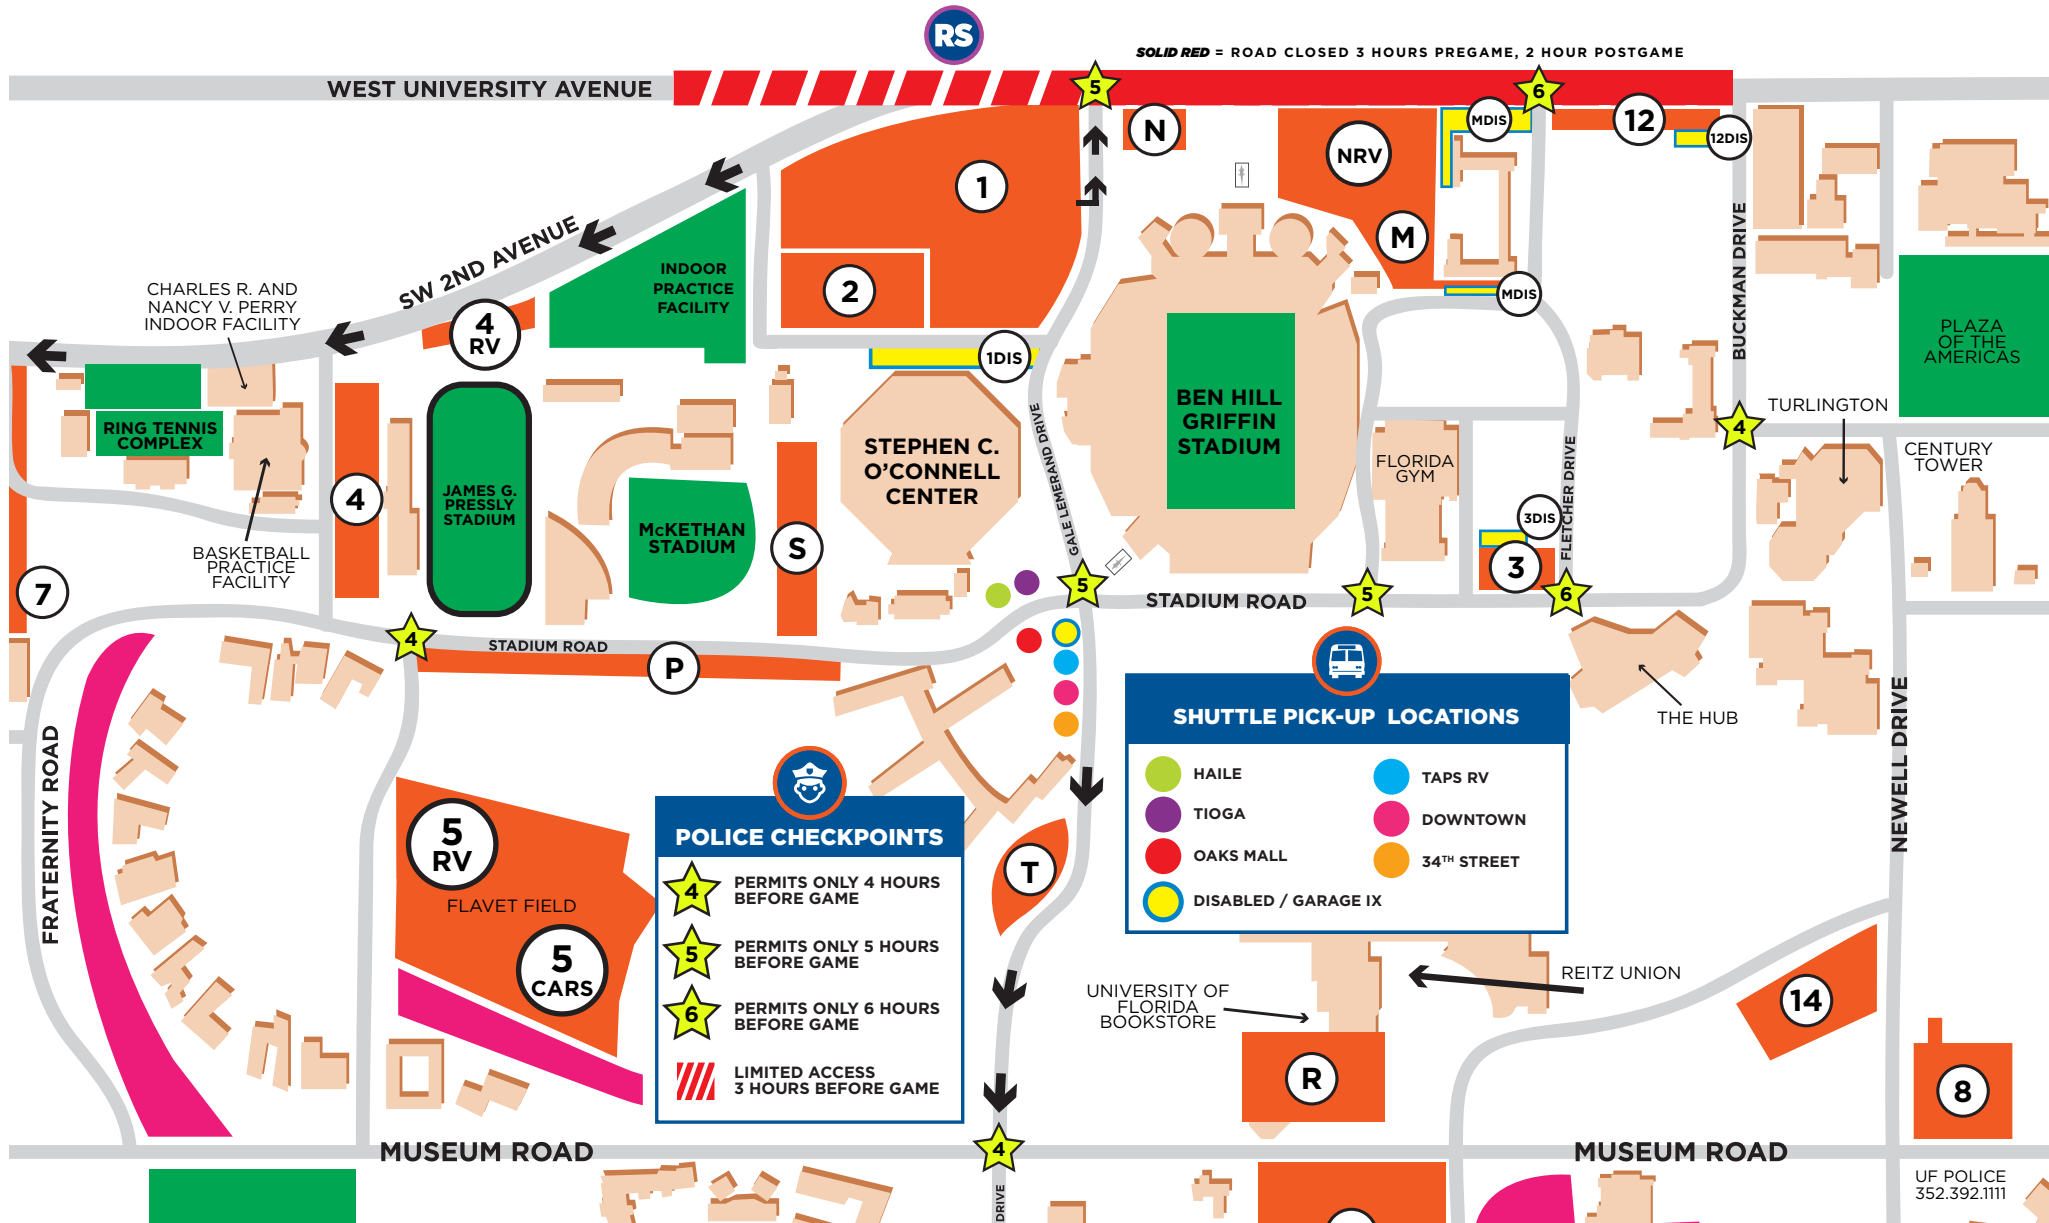 RS
SOLID RED = ROAD CLOSED 3 HOURS PREGAME, 2 HOUR POSTGAME
WEST UNIVERSITY AVENUE
5
6
N
MDIS
12
12DIS
NRV
1
M
SW 2ND AVENUE
INDOOR
PRACTICE
FACILITY
2
MDIS
BUCKMAN DRIVE
CHARLES R. AND
NANCY V. PERRY
INDOOR FACILITY
4
RV
1DIS
PLAZA
OF THE
AMERICAS
BEN HILL
GRIFFIN
STADIUM
TURLINGTON
RING TENNIS
COMPLEX
4
CENTURY
TOWER
STEPHEN C.
O'CONNELL
CENTER
GALE LEMERAND DRIVE
FLORIDA
GYM
FLETCHER DRIVE
4
JAMES G.
PRESSLY
STADIUM
McKETHAN
STADIUM
S
3DIS
3
BASKETBALL
PRACTICE
FACILITY
7
5
STADIUM ROAD
5
6
4
STADIUM ROAD
P
THE HUB
NEWELL DRIVE
FRATERNITY ROAD
SHUTTLE PICK-UP LOCATIONS
HAILE
TAPS RV
TIOGA
DOWNTOWN
OAKS MALL
34TH STREET
DISABLED / GARAGE IX
5
RV
FLAVET FIELD
5
CARS
POLICE CHECKPOINTS
4
PERMITS ONLY 4 HOURS
BEFORE GAME
5
PERMITS ONLY 5 HOURS
BEFORE GAME
6
PERMITS ONLY 6 HOURS
BEFORE GAME
LIMITED ACCESS
3 HOURS BEFORE GAME
T
REITZ UNION
UNIVERSITY OF
FLORIDA
BOOKSTORE
14
R
8
MUSEUM ROAD
4
MUSEUM ROAD
DRIVE
UF POLICE
352.392.1111